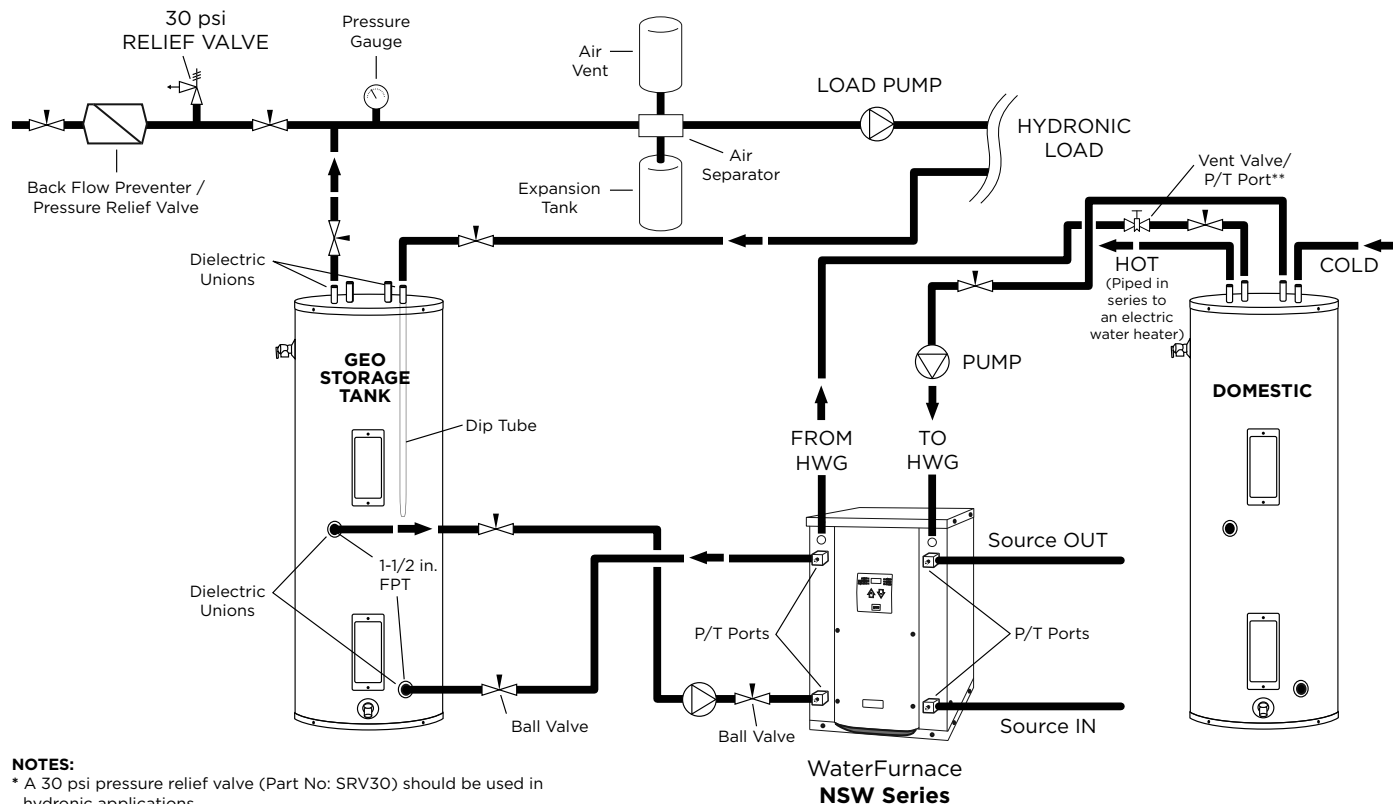 30 psi
RELIEF VALVE
Pressure
Gauge
Air
Vent
LOAD PUMP
HYDRONIC
LOAD
Vent Valve/
P/T Port**
Back Flow Preventer /
Pressure Relief Valve
Expansion
Tank
Air
Separator
Dielectric
Unions
HOT
(Piped in
series to
an electric
water heater)
COLD
GEO
STORAGE
TANK
PUMP
DOMESTIC
Dip Tube
FROM
HWG
TO
HWG
1-1/2 in.
FPT
Dielectric
Unions
Source OUT
P/T Ports
P/T Ports
Ball Valve
Ball Valve
Source IN
WaterFurnace
NSW Series
NOTES:
* A 30 psi pressure relief valve (Part No: SRV30) should be used in